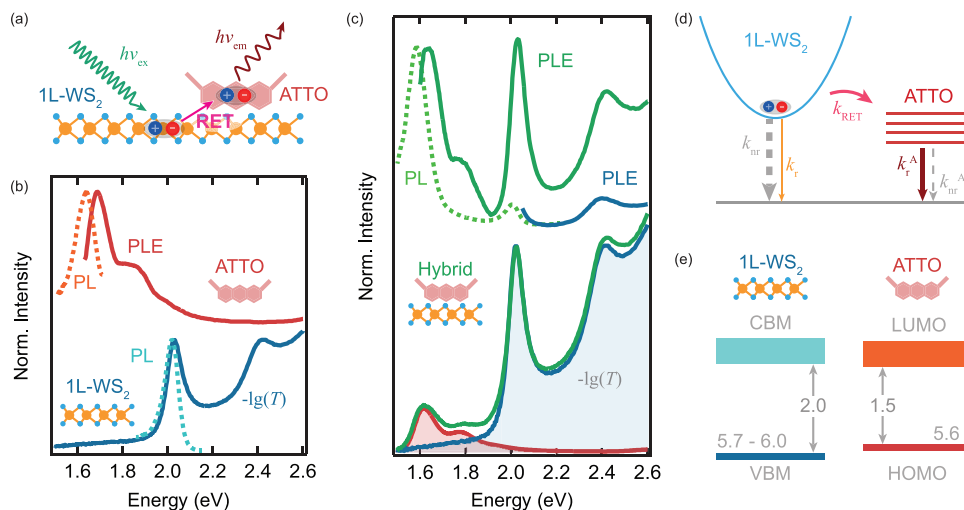 (a)
hν_ex
hν_em
1L-WS₂
ATTO
RET
+ −
+ −
(b)
Norm. Intensity
PL
PLE
ATTO
PL
1L-WS₂
-lg(T)
1.6 1.8 2.0 2.2 2.4 2.6
Energy (eV)
(c)
Norm. Intensity
PLE
PL
PLE
Hybrid
-lg(T)
1.6 1.8 2.0 2.2 2.4 2.6
Energy (eV)
(d)
1L-WS₂
+ −
k_RET
ATTO
k_nr
k_r
k_r^A
k_nr^A
(e)
1L-WS₂
ATTO
CBM
LUMO
2.0
1.5
5.7 - 6.0
5.6
VBM
HOMO